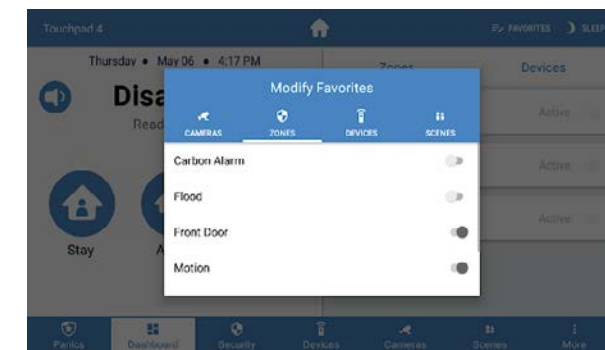 Touchpad 4
FAVORITES
SLEEP
Thursday • May 06 • 4:17 PM
Zones
Devices
Disa
Read
Modify Favorites
CAMERAS
ZONES
DEVICES
SCENES
Active
Carbon Alarm
Flood
Active
Front Door
Active
Stay
A
Motion
Panics
Dashboard
Security
Devices
Cameras
Scenes
More